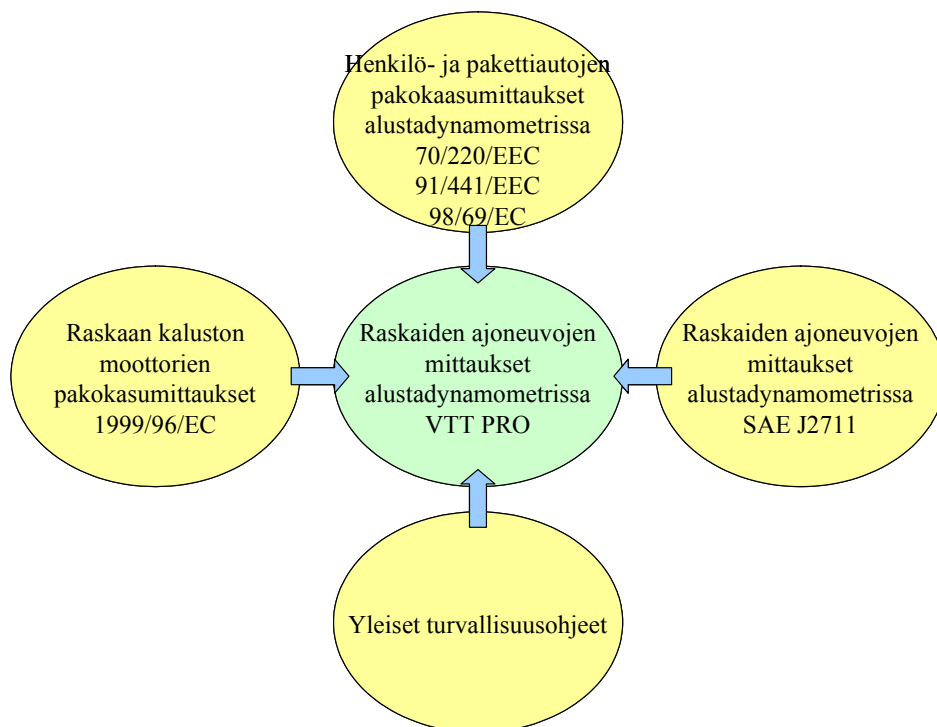 Henkilö- ja pakettiautojen
pakokaasumittaukset
alustadynamometrissa
70/220/EEC
91/441/EEC
98/69/EC
Raskaan kaluston
moottorien
pakokasumittaukset
1999/96/EC
Raskaiden ajoneuvojen
mittaukset
alustadynamometrissa
VTT PRO
Raskaiden ajoneuvojen
mittaukset
alustadynamometrissa
SAE J2711
Yleiset turvallisuusohjeet